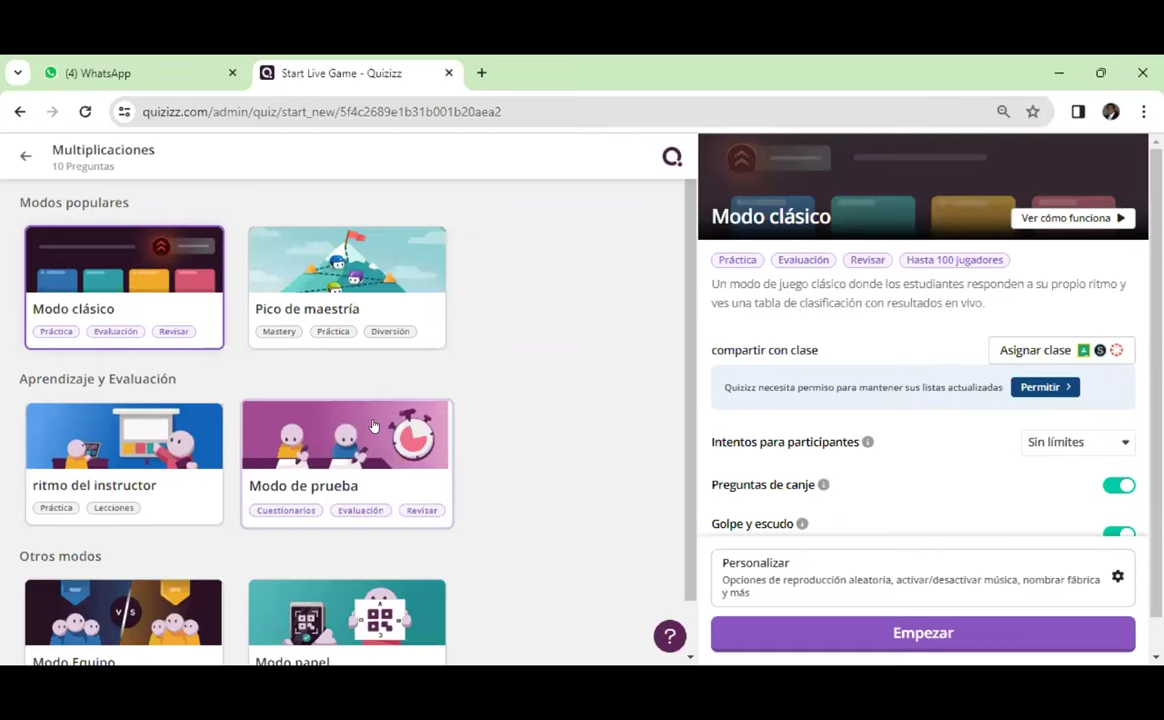 (4) WhatsApp
Start Live Game - Quizizz
quizizz.com/admin/quiz/start_new/5f4c2689e1b31b001b20aea2
Multiplicaciones
10 Preguntas
Modos populares
Modo clásico
Práctica Evaluación Revisar
Pico de maestría
Mastery Práctica Diversión
Aprendizaje y Evaluación
ritmo del instructor
Práctica Lecciones
Modo de prueba
Cuestionarios Evaluación Revisar
Otros modos
V S
Modo Equipo
A
D
Modo papel
?
Modo clásico
Ver cómo funciona
Práctica Evaluación Revisar Hasta 100 jugadores
Un modo de juego clásico donde los estudiantes responden a su propio ritmo y
ves una tabla de clasificación con resultados en vivo.
compartir con clase
Asignar clase
Quizizz necesita permiso para mantener sus listas actualizadas
Permitir >
Intentos para participantes
Sin límites
Preguntas de canje
Golpe y escudo
Personalizar
Opciones de reproducción aleatoria, activar/desactivar música, nombrar fábrica
y más
Empezar